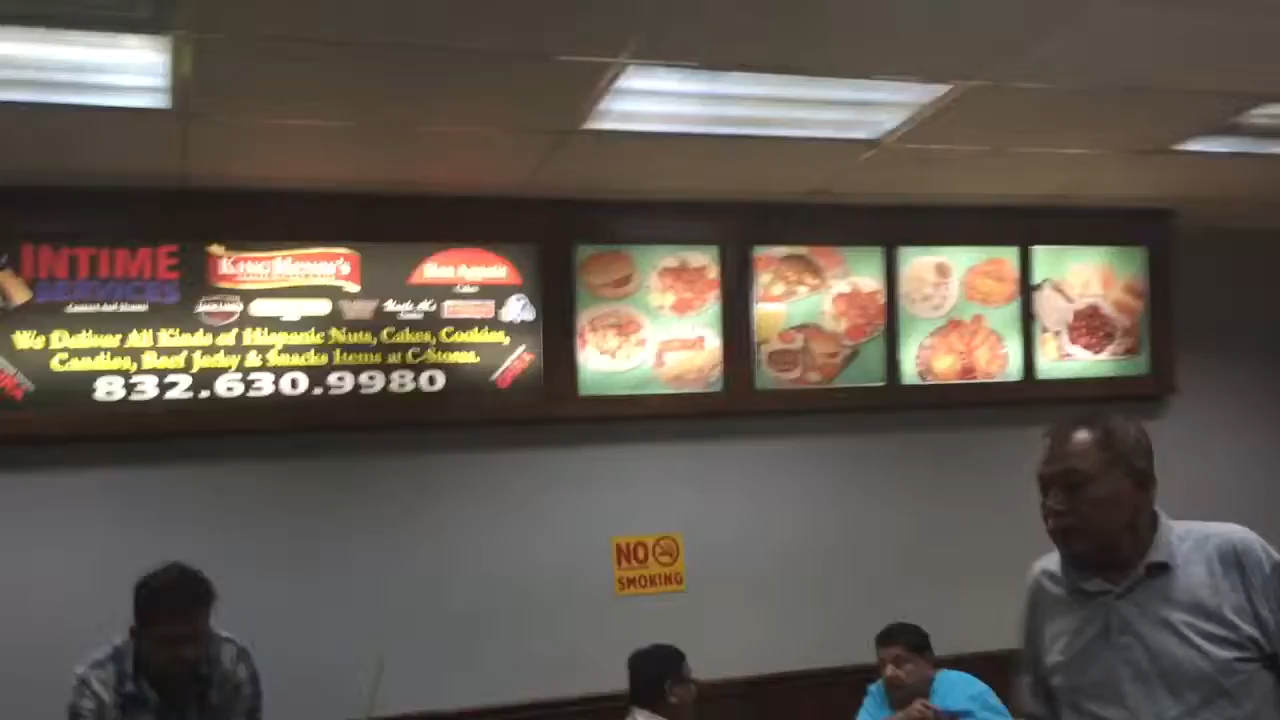 INTIME
SERVICES
KING HENRY'S
We Deliver All Kinds of Hispanic Nuts, Cakes, Cookies,
Candies, Beef Jerky & Snacks Items at C-Stores.
832.630.9980
NO
SMOKING